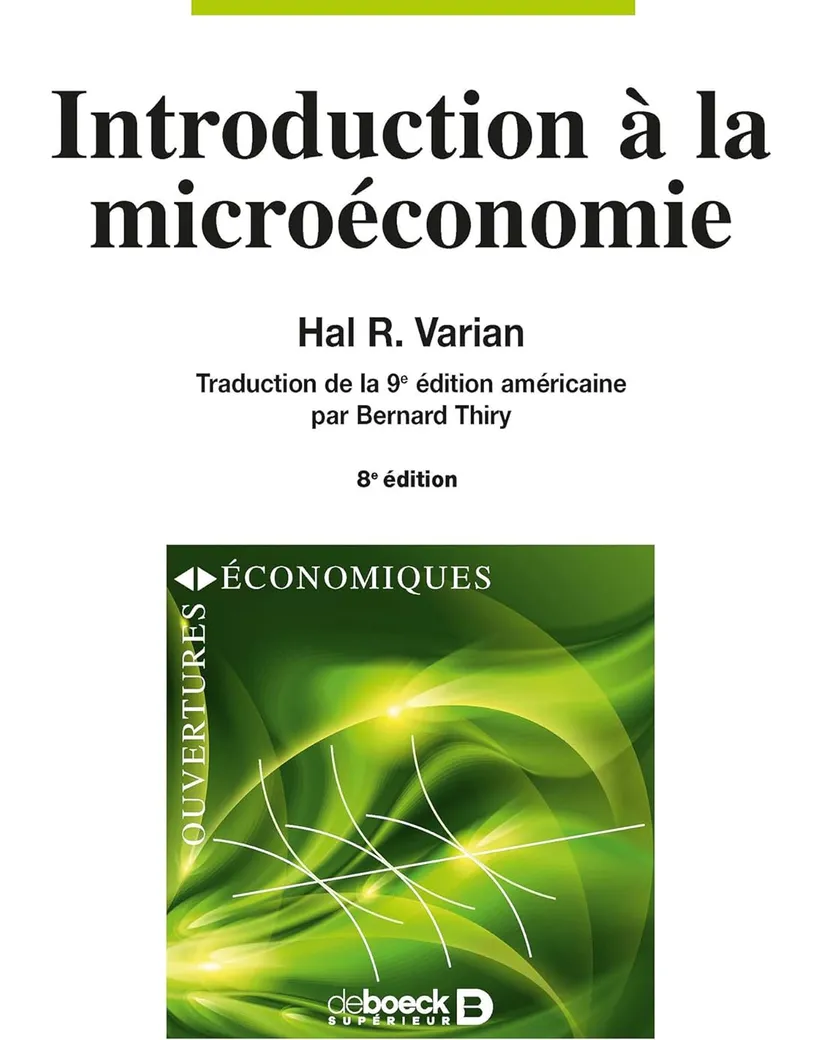 Introduction à la
microéconomie
Hal R. Varian
Traduction de la 9e édition américaine
par Bernard Thiry
8e édition
ÉCONOMIQUES
OUVERTURES
deboeck B
SUPÉRIEUR